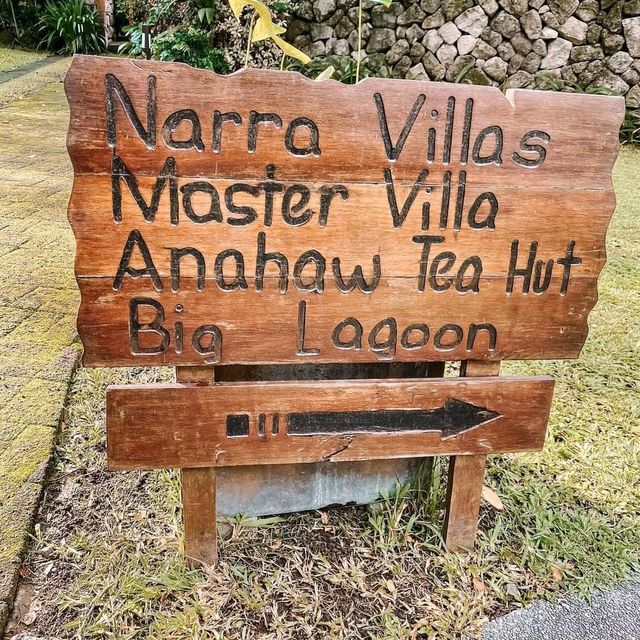 Narra Villas
Master Villa
Anahaw Tea Hut
Big Lagoon